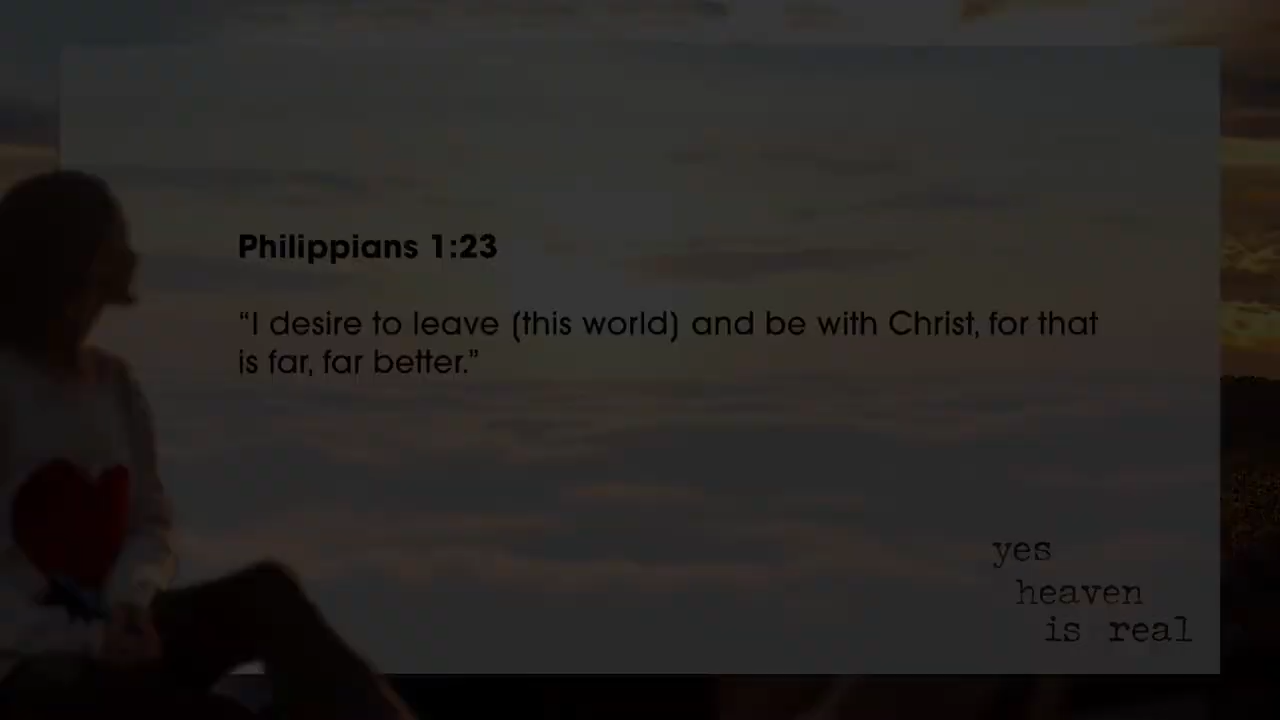 Philippians 1:23
“I desire to leave (this world) and be with Christ, for that
is far, far better.”
yes
heaven
is real